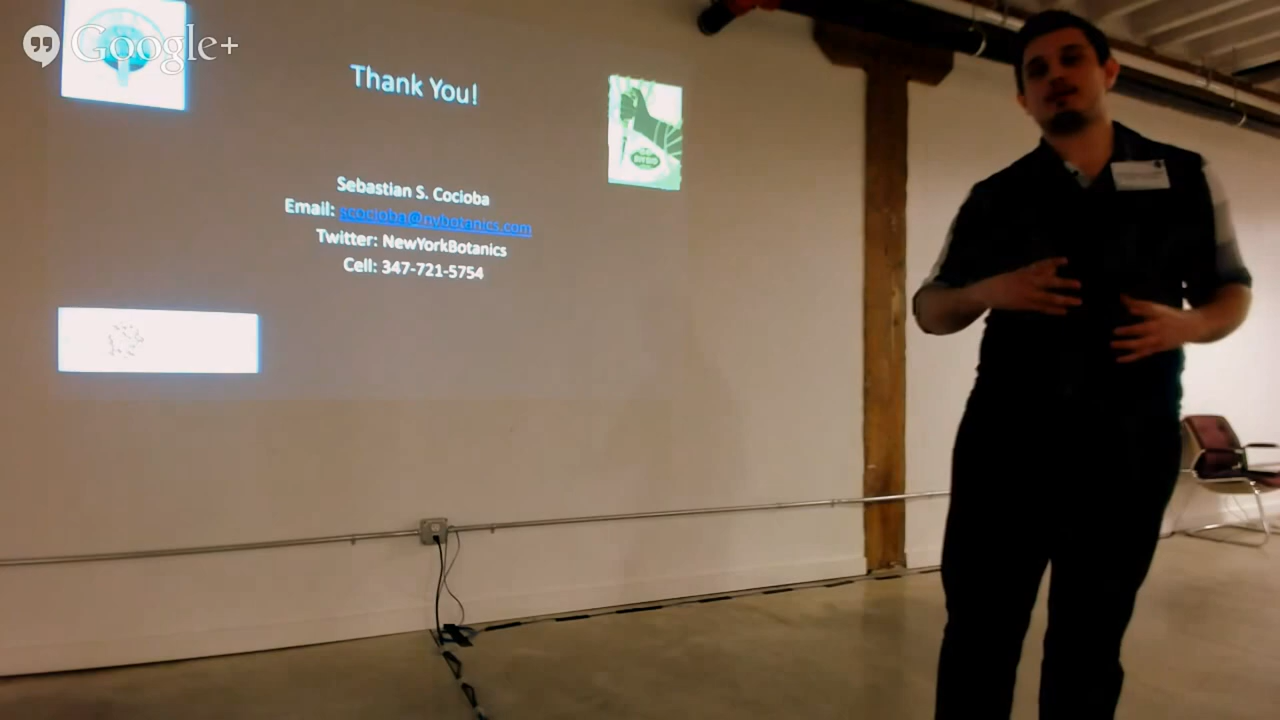 Google+
Thank You!
Sebastian S. Cocioba
Email: scocioba@nybotanics.com
Twitter: NewYorkBotanics
Cell: 347-721-5754